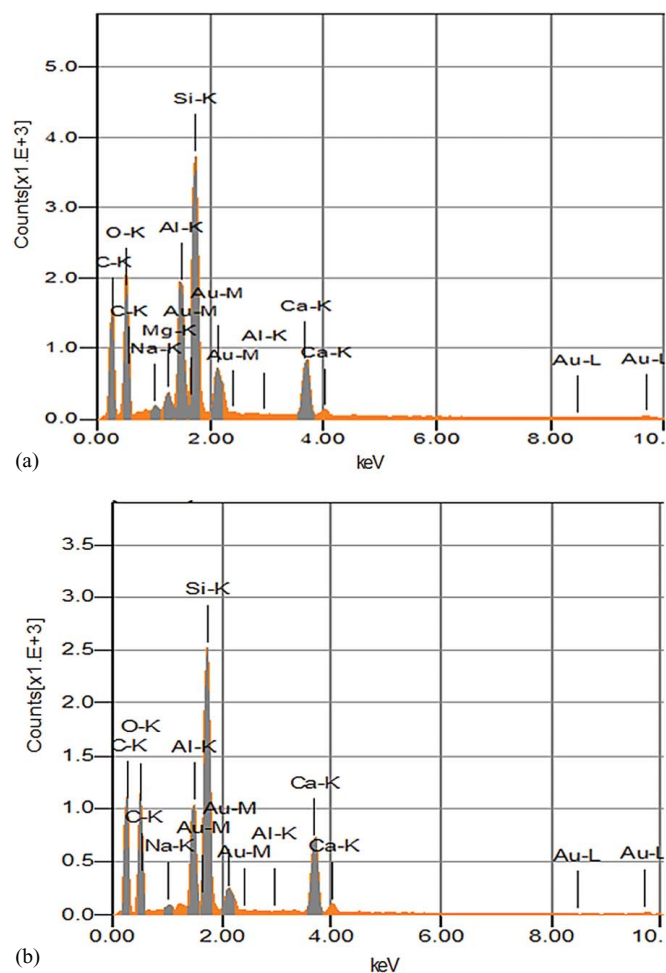 5.0
Si-K
4.0
Counts[x1.E+3]
3.0
O-K
Al-K
C-K
2.0
Au-M
Ca-K
C-K
Au-M
1.0
Mg-K
Al-K
Na-K
Au-M
Ca-K
Au-L
Au-L
0.0
0.00
2.00
4.00
6.00
8.00
10.
(a)
keV
3.5
3.0
Si-K
2.5
Counts[x1.E+3]
2.0
O-K
1.5
C-K
Al-K
Ca-K
1.0
C-K
Au-M
Au-M
Al-K
Na-K
Au-M
Ca-K
0.5
Au-L
Au-L
0.0
0.00
2.00
4.00
6.00
8.00
10.
(b)
keV